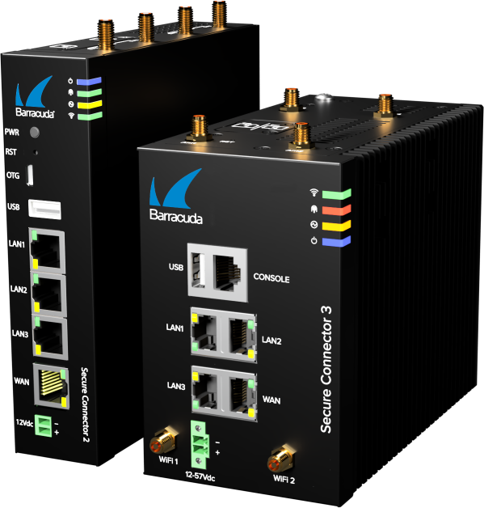 Barracuda
PWR
RST
OTG
USB
LAN1
LAN2
LAN3
WAN
12Vdc
-
+
Secure Connector 2
Barracuda
USB
CONSOLE
LAN1
LAN2
LAN3
WAN
-
+
WiFi 1
12-57Vdc
WiFi 2
Secure Connector 3